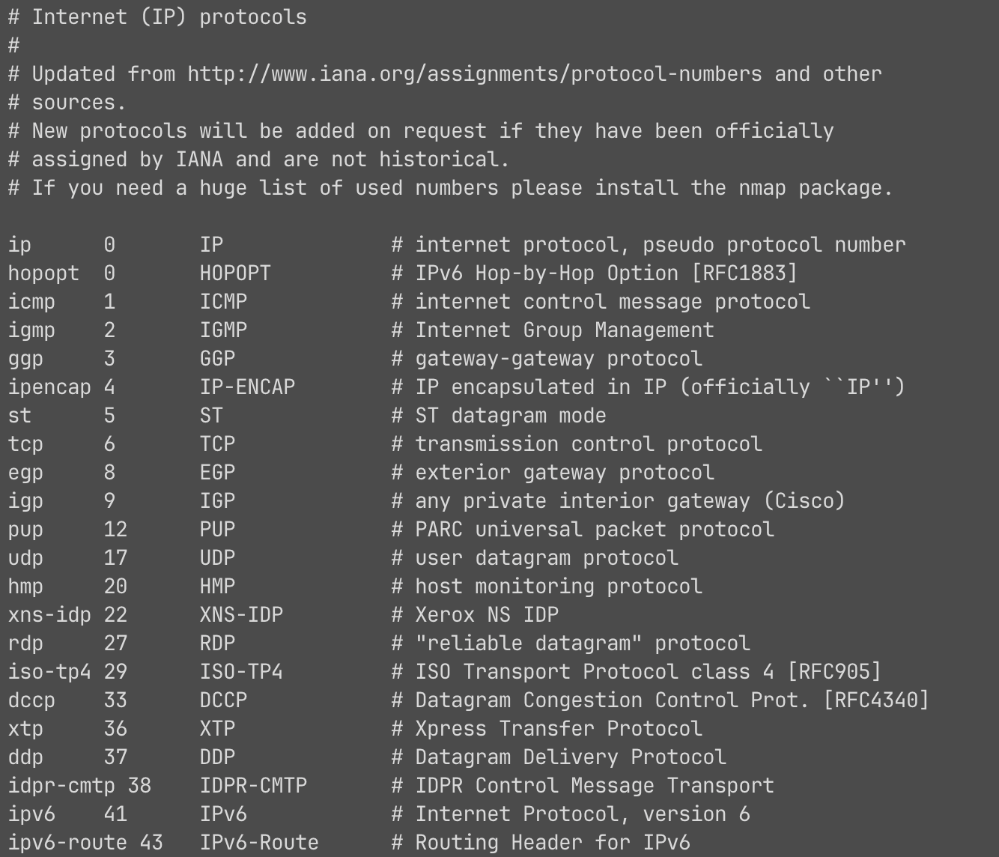 # Internet (IP) protocols
#
# Updated from http://www.iana.org/assignments/protocol-numbers and other
# sources.
# New protocols will be added on request if they have been officially
# assigned by IANA and are not historical.
# If you need a huge list of used numbers please install the nmap package.

ip      0       IP              # internet protocol, pseudo protocol number
hopopt  0       HOPOPT          # IPv6 Hop-by-Hop Option [RFC1883]
icmp    1       ICMP            # internet control message protocol
igmp    2       IGMP            # Internet Group Management
ggp     3       GGP             # gateway-gateway protocol
ipencap 4       IP-ENCAP        # IP encapsulated in IP (officially ``IP'')
st      5       ST              # ST datagram mode
tcp     6       TCP             # transmission control protocol
egp     8       EGP             # exterior gateway protocol
igp     9       IGP             # any private interior gateway (Cisco)
pup     12      PUP             # PARC universal packet protocol
udp     17      UDP             # user datagram protocol
hmp     20      HMP             # host monitoring protocol
xns-idp 22      XNS-IDP         # Xerox NS IDP
rdp     27      RDP             # "reliable datagram" protocol
iso-tp4 29      ISO-TP4         # ISO Transport Protocol class 4 [RFC905]
dccp    33      DCCP            # Datagram Congestion Control Prot. [RFC4340]
xtp     36      XTP             # Xpress Transfer Protocol
ddp     37      DDP             # Datagram Delivery Protocol
idpr-cmtp 38    IDPR-CMTP       # IDPR Control Message Transport
ipv6    41      IPv6            # Internet Protocol, version 6
ipv6-route 43   IPv6-Route      # Routing Header for IPv6